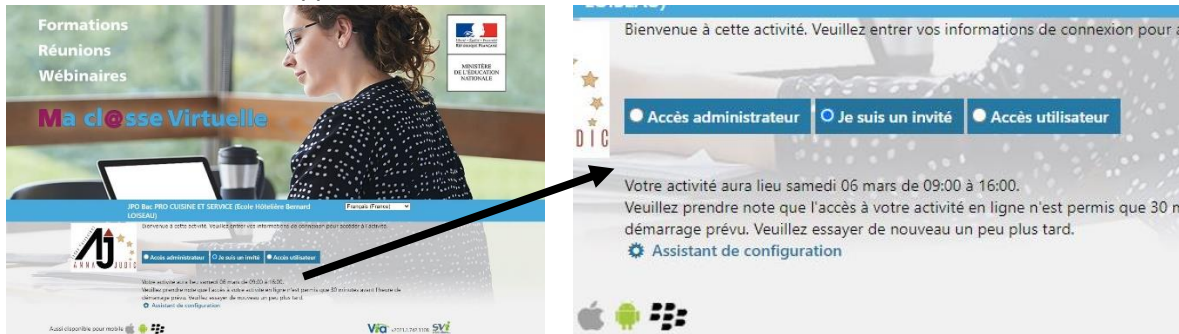 Formations
Réunions
Wébinaires
MINISTÈRE
DE L'ÉDUCATION
NATIONALE
Ma cl@sse Virtuelle
JPO Bac PRO CUISINE ET SERVICE (Ecole Hôtelière Bernard
LOISEAU)
Français (France)
Bienvenue à cette activité. Veuillez entrer vos informations de connexion pour accéder à l'activité.
AJ
ANNA JUDIC
Accès administrateur Je suis un invité Accès utilisateur
Votre activité aura lieu samedi 06 mars de 09:00 à 16:00.
Veuillez prendre note que l'accès à votre activité en ligne n'est permis que 30 minutes avant l'heure de
démarrage prévu. Veuillez essayer de nouveau un peu plus tard.
Assistant de configuration
Aussi disponible pour mobile
Via
SVi
LOISEAU)
Bienvenue à cette activité. Veuillez entrer vos informations de connexion pour a
DIC
Accès administrateur Je suis un invité Accès utilisateur
Votre activité aura lieu samedi 06 mars de 09:00 à 16:00.
Veuillez prendre note que l'accès à votre activité en ligne n'est permis que 30 m
démarrage prévu. Veuillez essayer de nouveau un peu plus tard.
Assistant de configuration